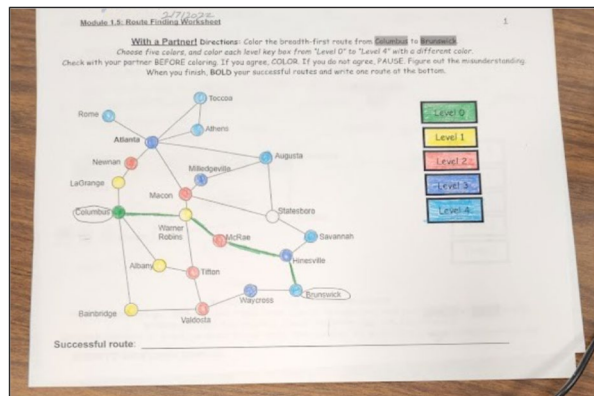 2/7/2022
Module 1.5: Route Finding Worksheet
1
With a Partner! Directions: Color the breadth-first route from Columbus to Brunswick
Choose five colors, and color each level key box from "Level 0" to "Level 4" with a different color.
Check with your partner BEFORE coloring. If you agree, COLOR. If you do not agree, PAUSE. Figure out the misunderstanding
When you finish, BOLD your successful routes and write one route at the bottom.
Toccoa
Rome
Athens
Atlanta
Augusta
Newnan
Milledgeville
LaGrange
Macon
Columbus
Statesboro
Warner
Robins
McRae
Savannah
Hinesville
Albany
Tifton
Brunswick
Waycross
Bainbridge
Valdosta
Level 0
Level 1
Level 2
Level 3
Level 4
Successful route: